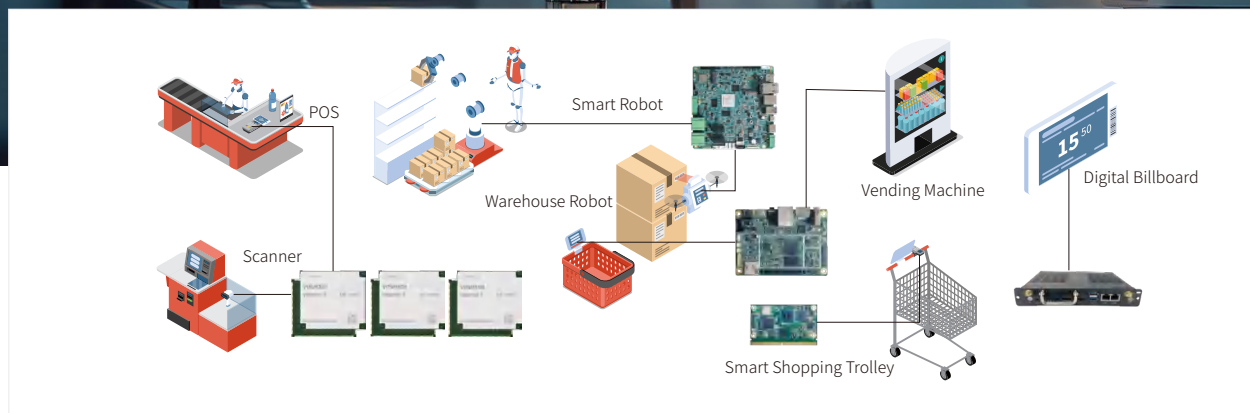 POS
Smart Robot
Warehouse Robot
Vending Machine
15 50
Digital Billboard
Scanner
Smart Shopping Trolley